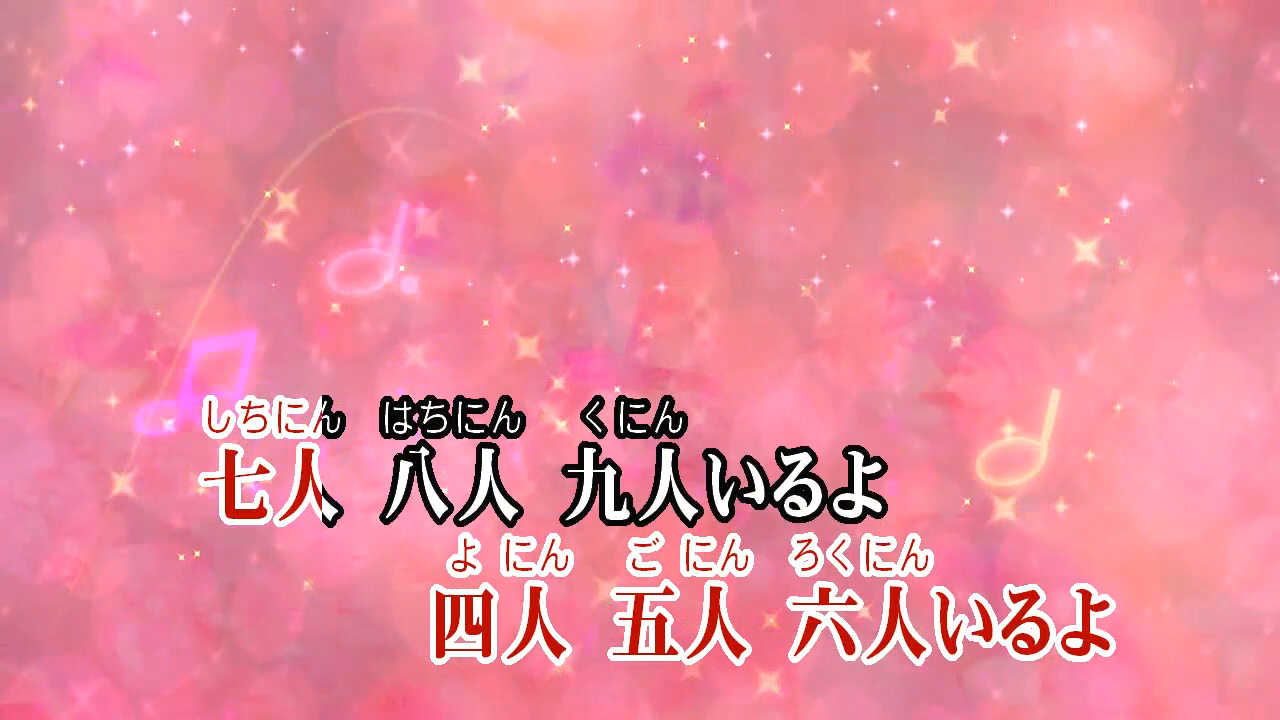 しちにん はちにん くにん
七人 八人 九人いるよ
よにん ごにん ろくにん
四人 五人 六人いるよ